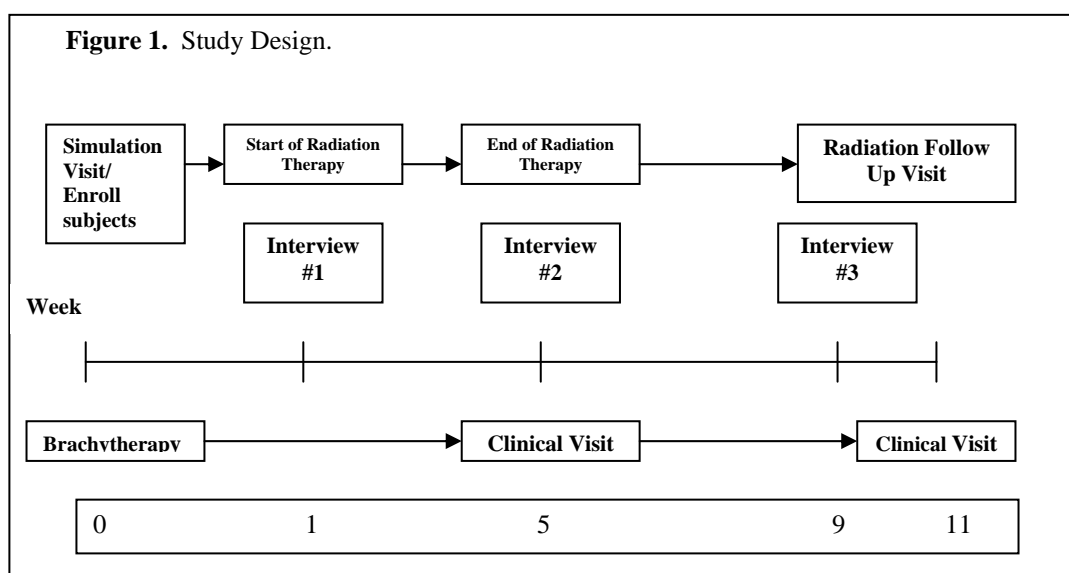 Figure 1. Study Design.
Simulation
Visit/
Enroll
subjects
Start of Radiation
Therapy
End of Radiation
Therapy
Radiation Follow
Up Visit
Interview
#1
Interview
#2
Interview
#3
Week
Brachytherapy
Clinical Visit
Clinical Visit
0 1 5 9 11